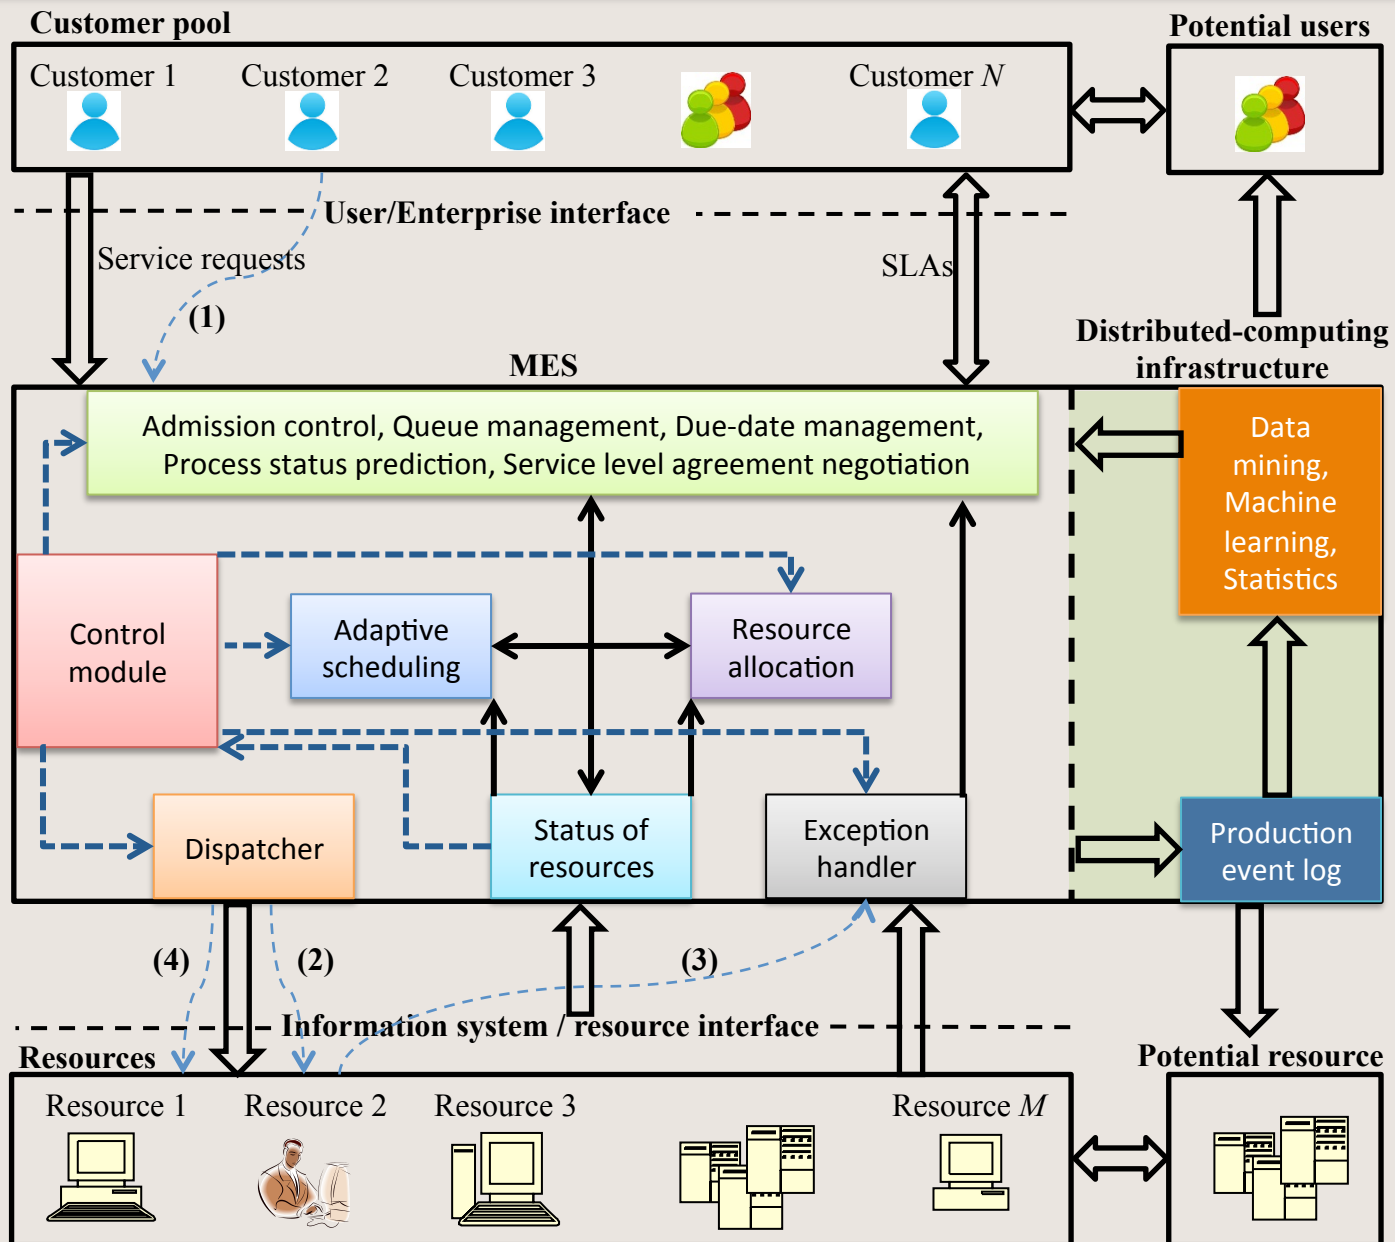 Customer pool
Potential users
Customer 1
Customer 2
Customer 3
Customer N
User/Enterprise interface
Service requests
SLAs
(1)
Distributed-computing
infrastructure
MES
Admission control, Queue management, Due-date management,
Process status prediction, Service level agreement negotiation
Data
mining,
Machine
learning,
Statistics
Control
module
Adaptive
scheduling
Resource
allocation
Dispatcher
Status of
resources
Exception
handler
Production
event log
(4)
(2)
(3)
Information system / resource interface
Resources
Potential resource
Resource 1
Resource 2
Resource 3
Resource M